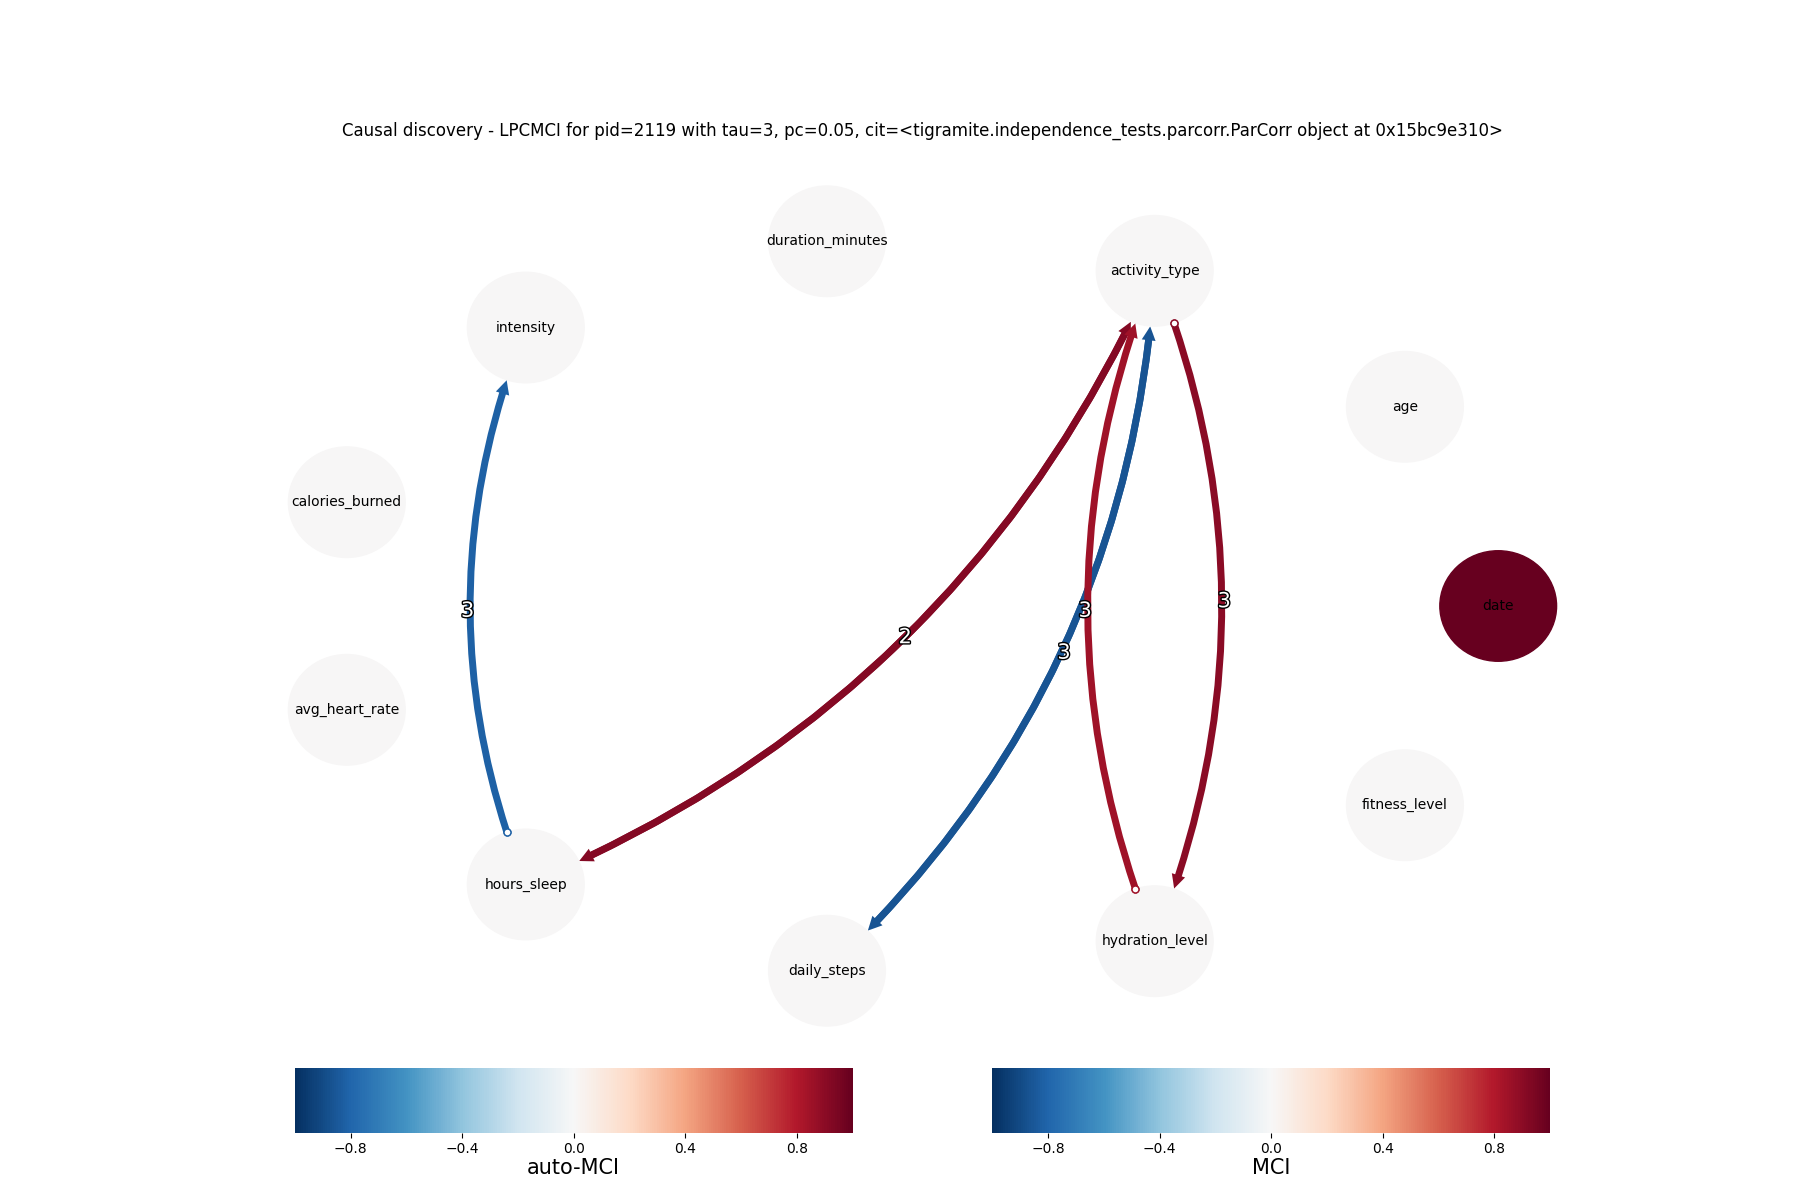 Causal discovery - LPCMCI for pid=2119 with tau=3, pc=0.05, cit=<tigramite.independence_tests.parcorr.ParCorr object at 0x15bc9e310>
duration_minutes
activity_type
intensity
age
calories_burned
date
3
2
3
3
3
avg_heart_rate
fitness_level
hours_sleep
hydration_level
daily_steps
−0.8 −0.4 0.0 0.4 0.8
auto-MCI
−0.8 −0.4 0.0 0.4 0.8
MCI